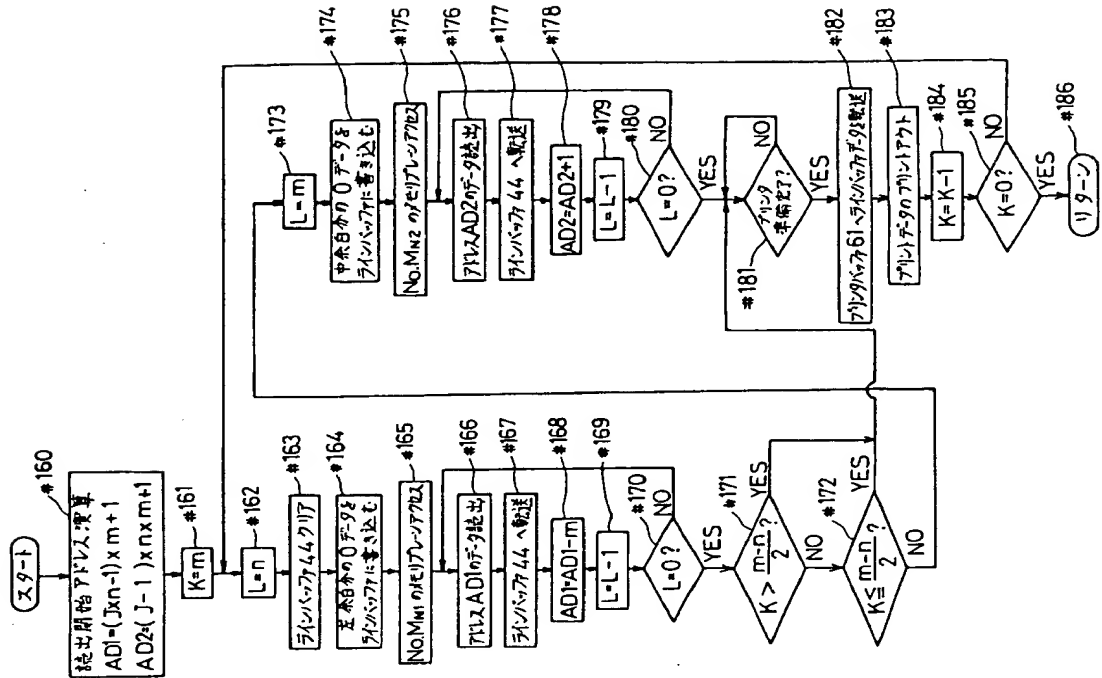 スタート
#160
読出開始アドレス演算
AD1=(J×n-1)×m+1
AD2=(J-1)×n×m+1
#161
K=m
#162
L=n
#163
ラインバッファ44クリア
#164
左余白分の0データを
ラインバッファに書き込む
#165
No.MN1のメモリプレーンアクセス
#166
アドレスAD1のデータ読出
#167
ラインバッファ44へ転送
#168
AD1=AD1-m
#169
L=L-1
#170
L=0?
NO
YES
#171
K>(m-n)/2?
YES
NO
#172
K≦(m-n)/2?
YES
NO
#173
L=m
#174
中余白分の0データを
ラインバッファに書き込む
#175
No.MN2のメモリプレーンアクセス
#176
アドレスAD2のデータ読出
#177
ラインバッファ44へ転送
#178
AD2=AD2+1
#179
L=L-1
#180
L=0?
NO
YES
#181
プリンタ
準備完了?
NO
YES
#182
プリンタバッファ61へラインバッファデータを転送
#183
プリントデータのプリントアウト
#184
K=K-1
#185
K=0?
NO
YES
#186
リターン